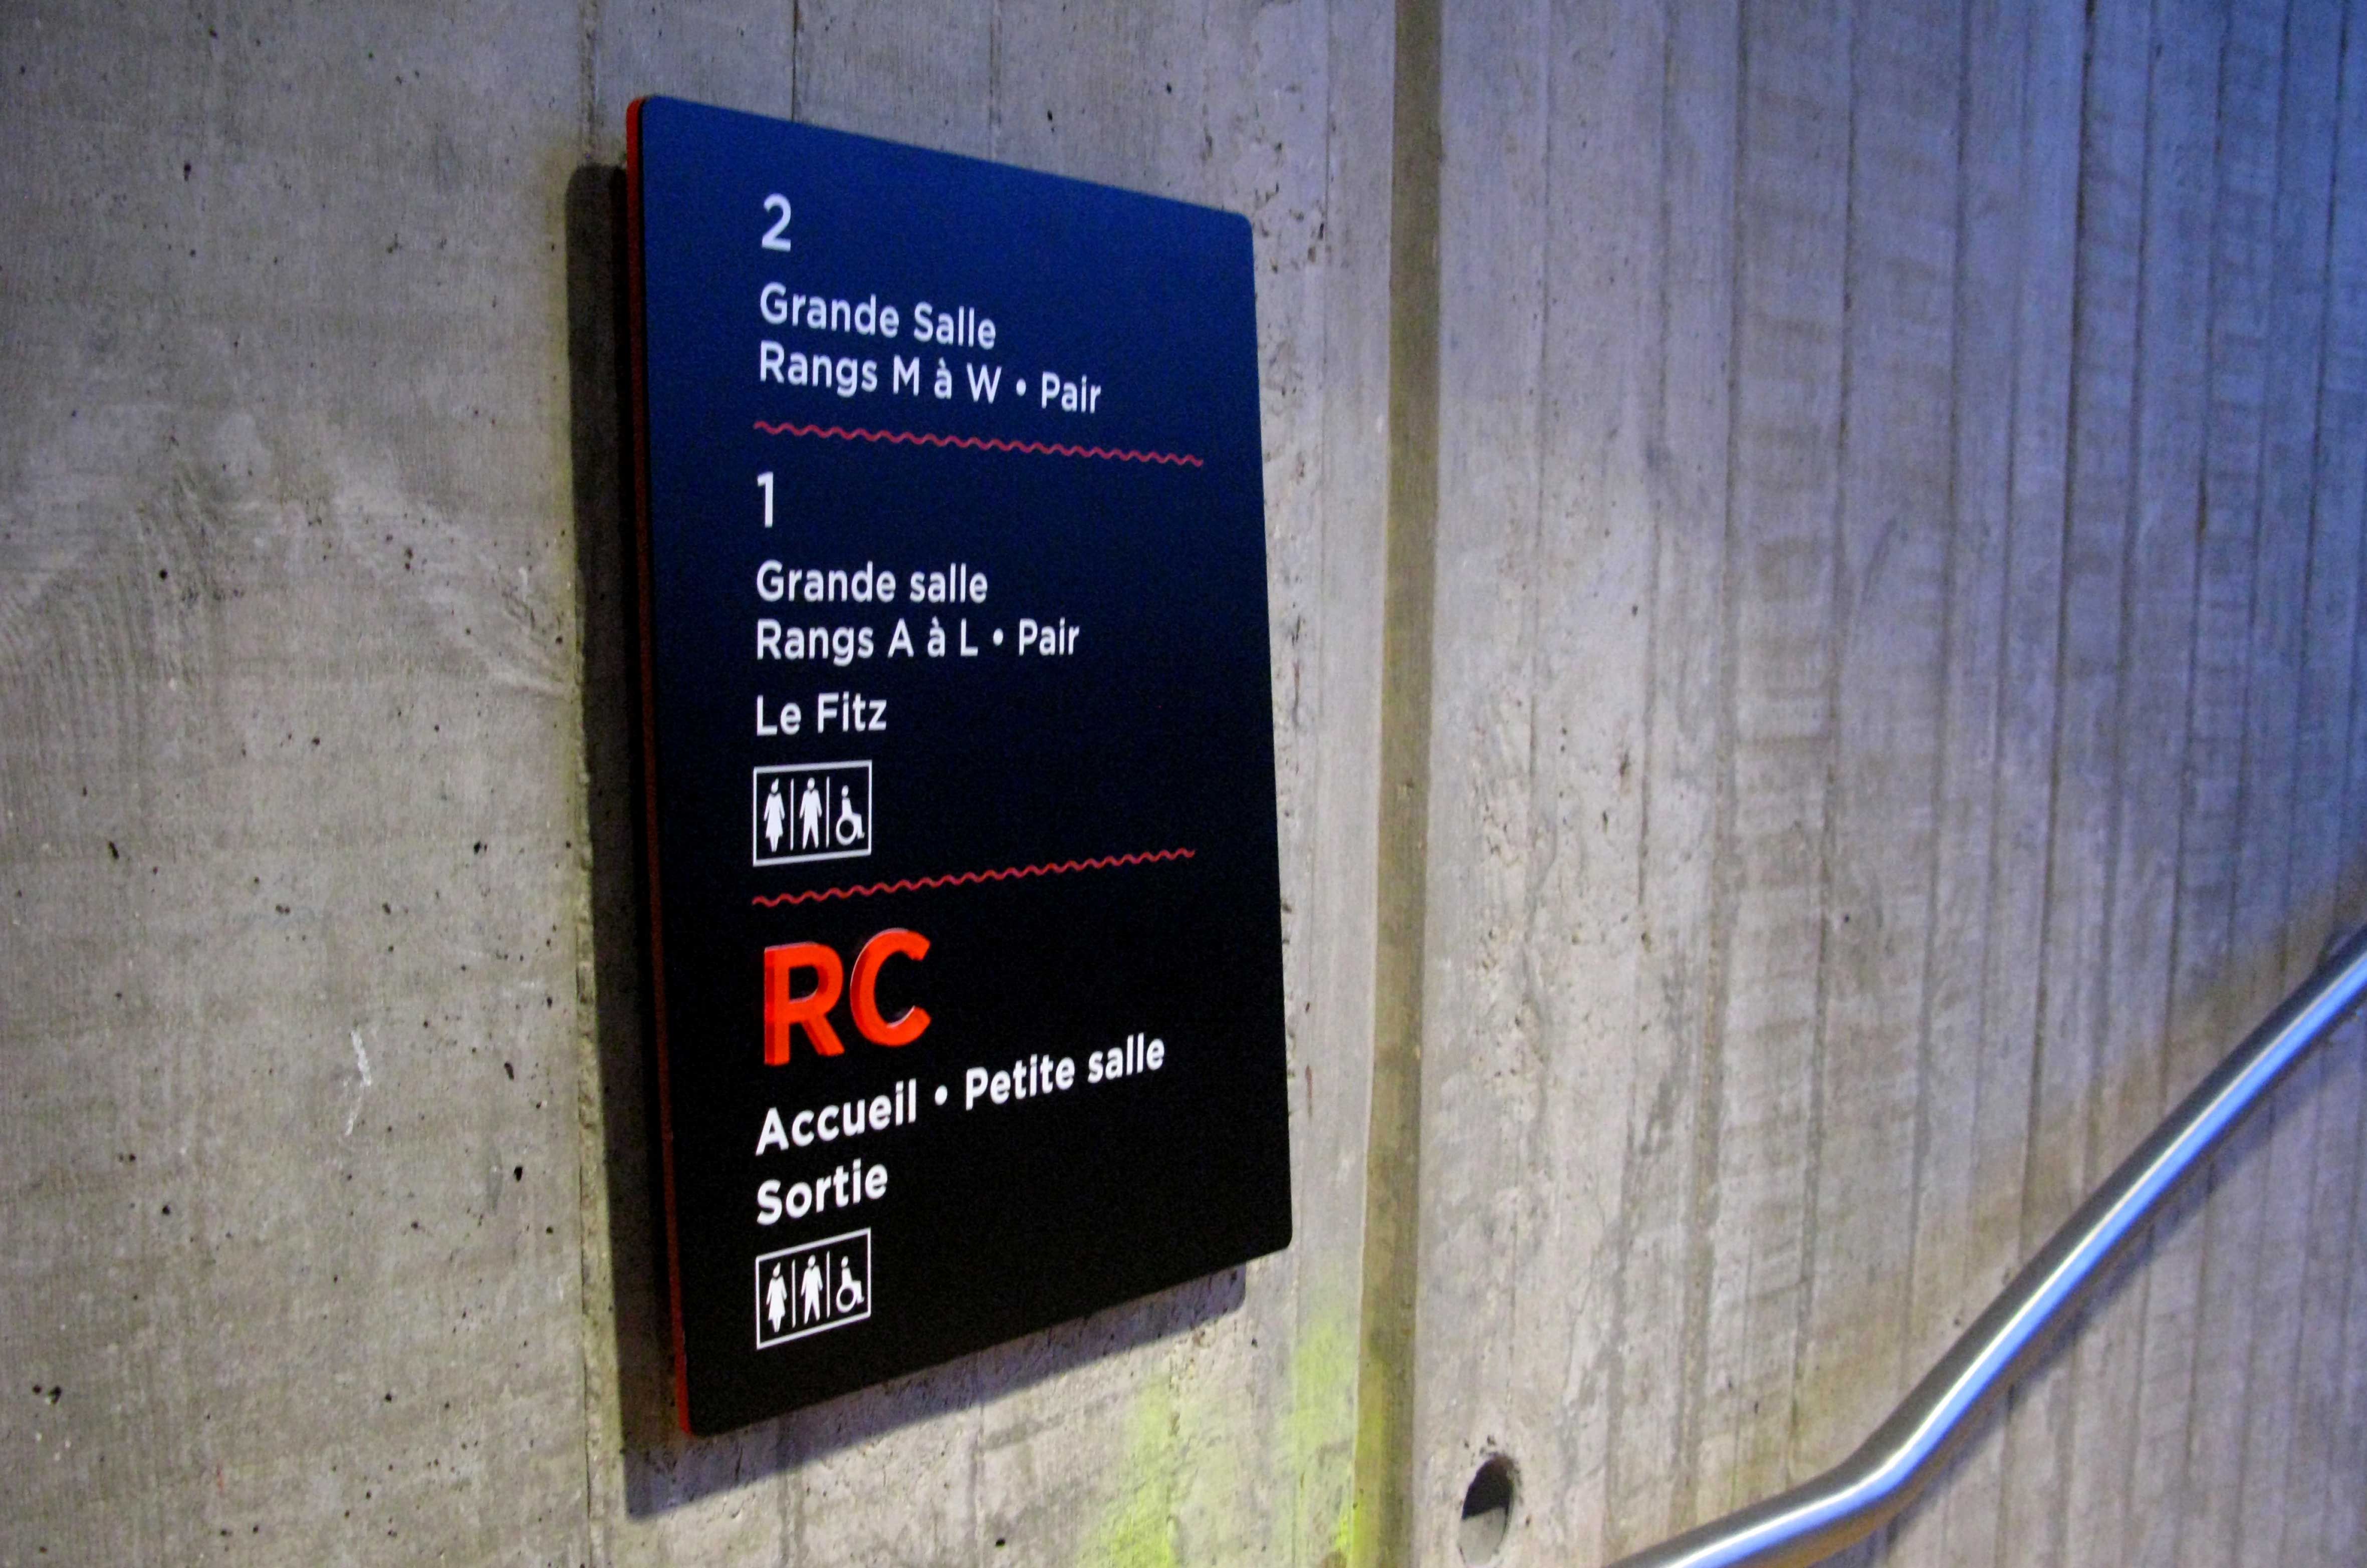 2
Grande Salle
Rangs M à W • Pair
1
Grande salle
Rangs A à L • Pair
Le Fitz
RC
Accueil • Petite salle
Sortie